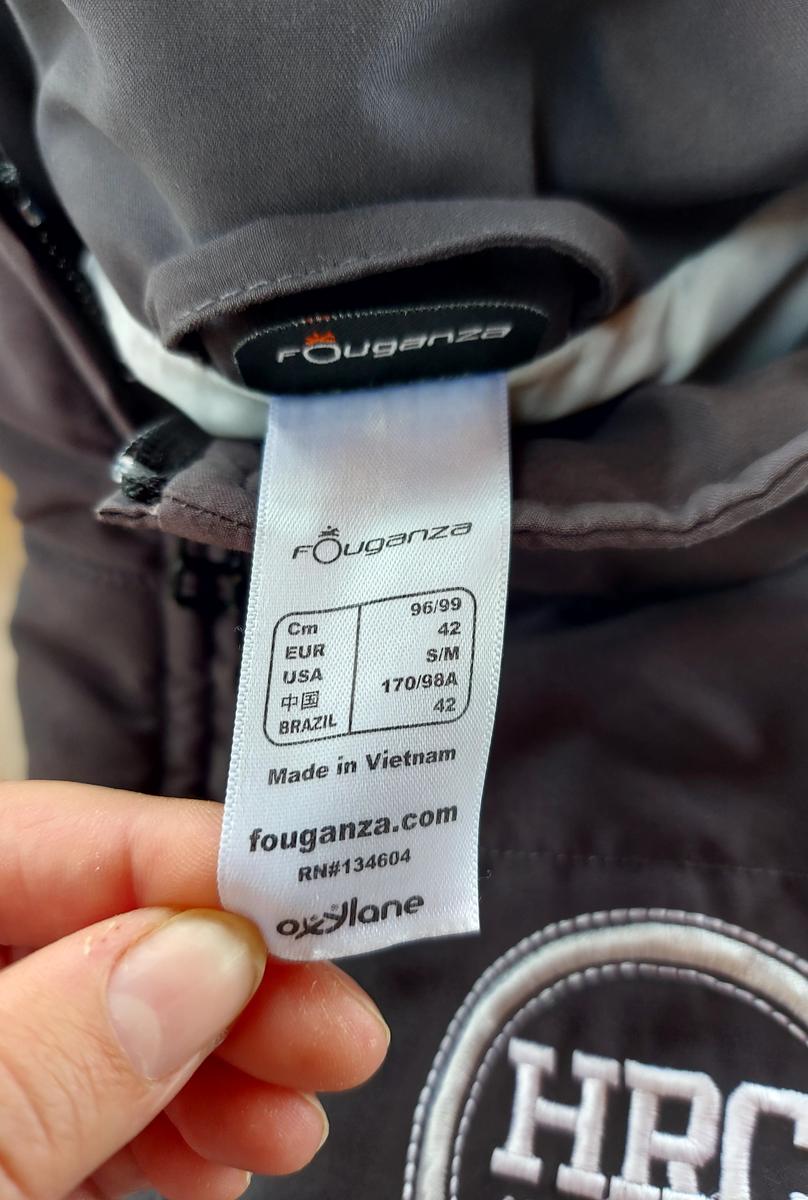 Fouganza
Fouganza
Cm 96/99
EUR 42
USA S/M
中国 170/98A
BRAZIL 42
Made in Vietnam
fouganza.com
RN#134604
oxylane
HRC